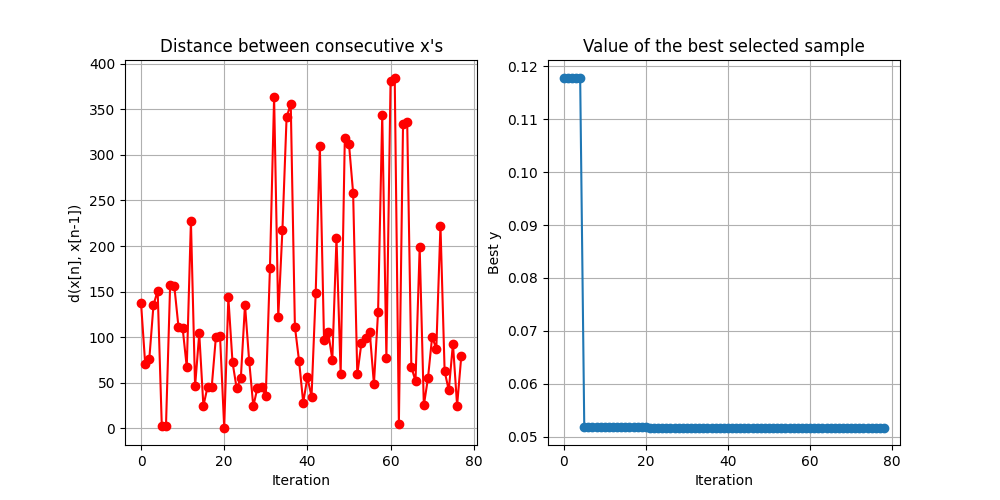 Distance between consecutive x's
400
350
300
250
200
150
100
50
0
d(x[n], x[n-1])
0 20 40 60 80
Iteration
Value of the best selected sample
0.12
0.11
0.10
0.09
0.08
0.07
0.06
0.05
Best y
0 20 40 60 80
Iteration